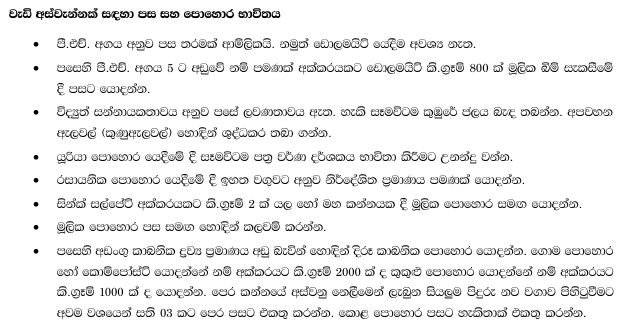 වැඩි අස්වැන්නක් සඳහා පස සහ පොහොර භාවිතය
• පී.එච්. අගය අනුව පස තරමක් ආම්ලිකයි. නමුත් ඩොලමයිට් යෙදීම අවශ්‍ය නැත.
• පසෙහි පී.එච්. අගය 5 ට අඩුවේ නම් පමණක් අක්කරයකට ඩොලමයිට් කි.ග්‍රෑම් 800 ක් මූලික බිම් සැකසීමේ
දී පසට යොදන්න.
• විද්‍යුත් සන්නායකතාවය අනුව පසේ ලවණතාවය ඇත. හැකි සෑමවිටම කුඹුරේ ජලය බැඳ තබන්න. අපවහන
ඇලවල් (කුණුඇලවල්) හොඳින් ශුද්ධකර තබා ගන්න.
• යූරියා පොහොර යෙදීමේ දී සෑමවිටම පත්‍ර වර්ණ දර්ශකය භාවිතා කිරීමට උනන්දු වන්න.
• රසායනික පොහොර යෙදීමේ දී ඉහත වගුවට අනුව නිර්දේශිත ප්‍රමාණය පමණක් යොදන්න.
• සින්ක් සල්පේට් අක්කරයකට කි.ග්‍රෑම් 2 ක් යල හෝ මහ කන්නයක දී මූලික පොහොර සමඟ යොදන්න.
• මූලික පොහොර පස සමඟ හොඳින් කලවම් කරන්න.
• පසෙහි අඩංගු කාබනික ද්‍රව්‍ය ප්‍රමාණය අඩු බැවින් හොඳින් දිරූ කාබනික පොහොර යොදන්න. ගොම පොහොර
හෝ කොම්පෝස්ට් යොදන්නේ නම් අක්කරයට කි.ග්‍රෑම් 2000 ක් ද කුකුළු පොහොර යොදන්නේ නම් අක්කරයට
කි.ග්‍රෑම් 1000 ක් ද යොදන්න. පෙර කන්නයේ අස්වනු නෙලීමෙන් ලැබුන සියලුම පිදුරු නව වගාව පිහිටුවීමට
අවම වශයෙන් සති 03 කට පෙර පසට එකතු කරන්න. කොළ පොහොර පසට හැකිතාක් එකතු කරන්න.